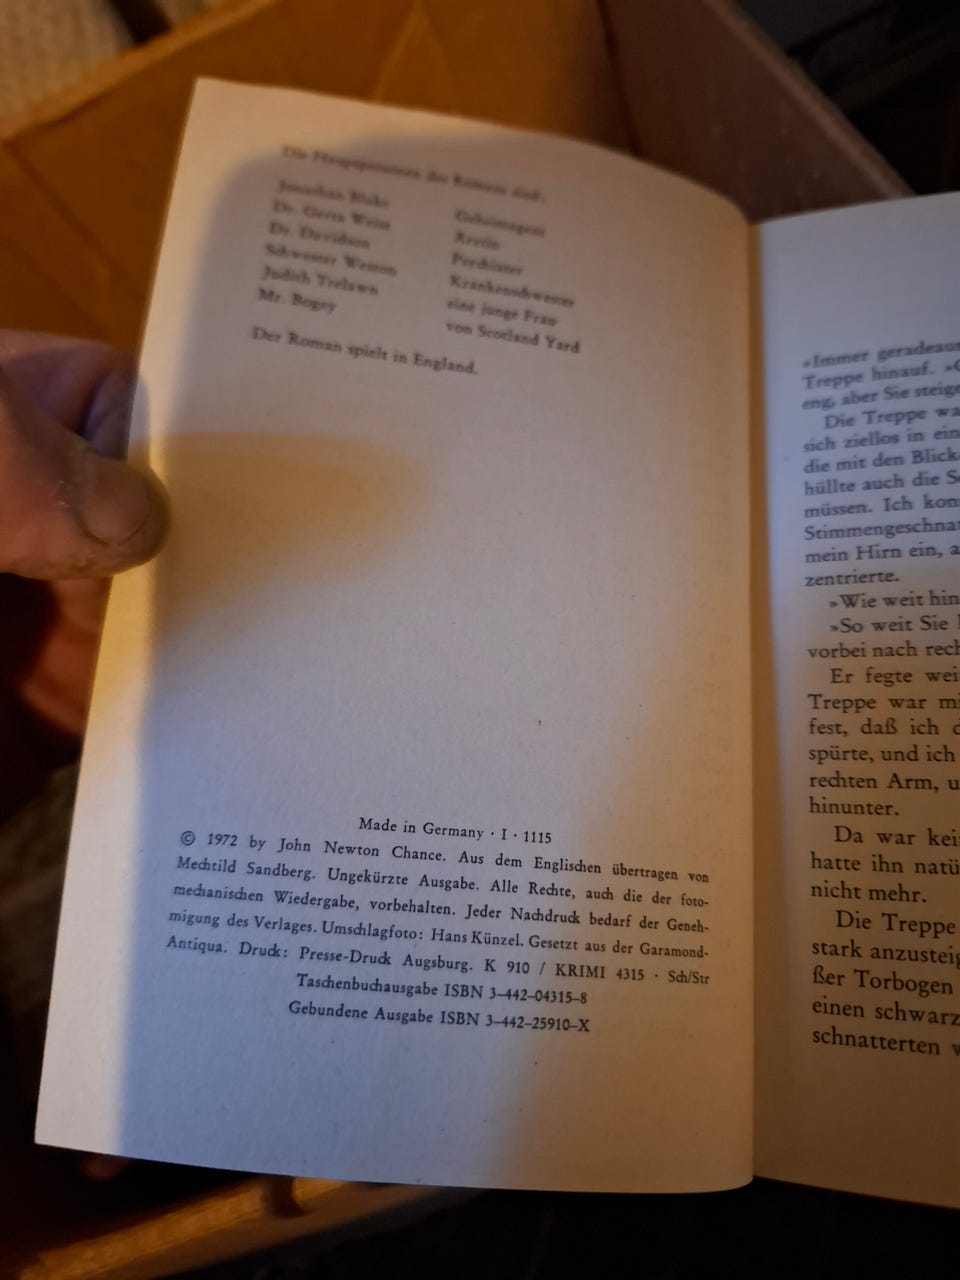 Die Hauptpersonen des Romans sind:
Jonathan Blake Geheimagent
Dr. Gerta Weiss Ärztin
Dr. Davidson Psychiater
Schwester Weston Krankenschwester
Judith Trelawn eine junge Frau
Mr. Bogey von Scotland Yard
Der Roman spielt in England.
Made in Germany · I · 1115
© 1972 by John Newton Chance. Aus dem Englischen übertragen von
Mechtild Sandberg. Ungekürzte Ausgabe. Alle Rechte, auch die der foto-
mechanischen Wiedergabe, vorbehalten. Jeder Nachdruck bedarf der Geneh-
migung des Verlages. Umschlagfoto: Hans Künzel. Gesetzt aus der Garamond-
Antiqua. Druck: Presse-Druck Augsburg. K 910 / KRIMI 4315 · Sch/Str
Taschenbuchausgabe ISBN 3-442-04315-8
Gebundene Ausgabe ISBN 3-442-25910-X
»Immer geradeaus
Treppe hinauf.
eng, aber Sie steige
Die Treppe wa
sich ziellos in ein
die mit den Blick
hüllte auch die S
müssen. Ich kon
Stimmengeschna
mein Hirn ein, a
zentrierte.
»Wie weit hin
»So weit Sie
vorbei nach rech
Er fegte wei
Treppe war mi
fest, daß ich d
spürte, und ich
rechten Arm, u
hinunter.
Da war kei
hatte ihn natü
nicht mehr.
Die Treppe
stark anzusteig
ßer Torbogen
einen schwarz
schnatterten w